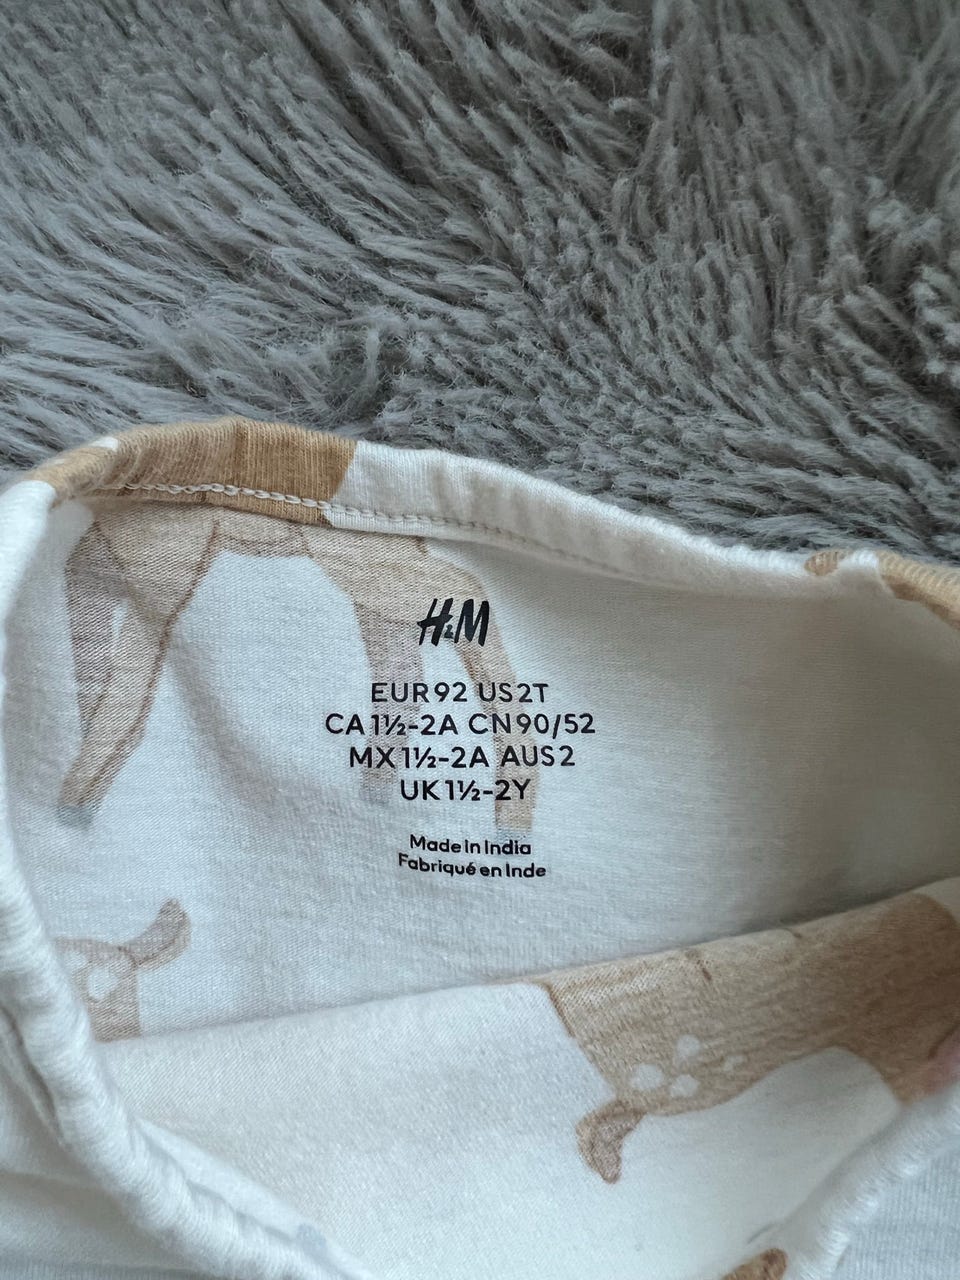 H&M
EUR92 US2T
CA1½-2A CN90/52
MX1½-2A AUS2
UK1½-2Y
Made in India
Fabriqué en Inde